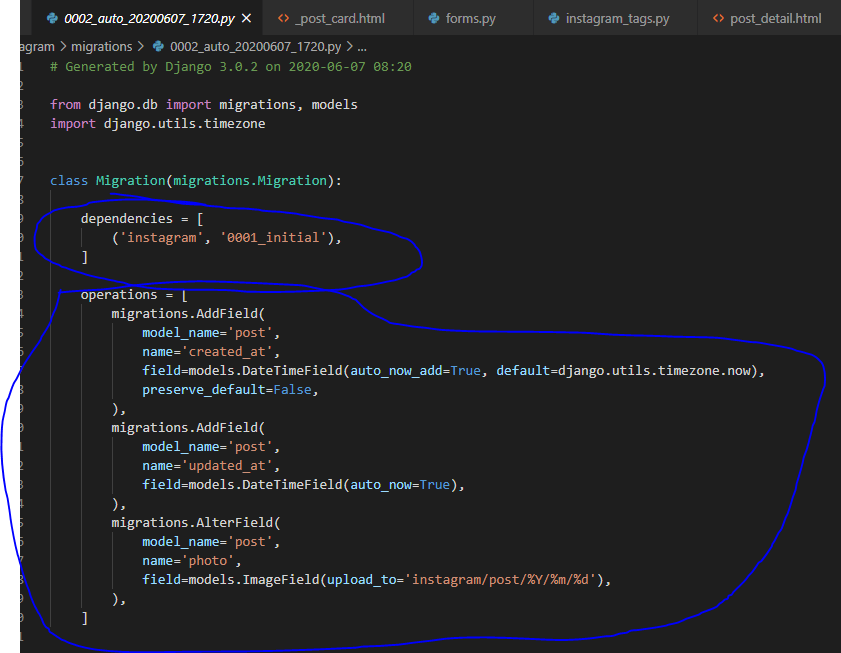 0002_auto_20200607_1720.py × <> _post_card.html forms.py instagram_tags.py <> post_detail.html
agram > migrations > 0002_auto_20200607_1720.py > ...
# Generated by Django 3.0.2 on 2020-06-07 08:20
from django.db import migrations, models
import django.utils.timezone
class Migration(migrations.Migration):
dependencies = [
('instagram', '0001_initial'),
]
operations = [
migrations.AddField(
model_name='post',
name='created_at',
field=models.DateTimeField(auto_now_add=True, default=django.utils.timezone.now),
preserve_default=False,
),
migrations.AddField(
model_name='post',
name='updated_at',
field=models.DateTimeField(auto_now=True),
),
migrations.AlterField(
model_name='post',
name='photo',
field=models.ImageField(upload_to='instagram/post/%Y/%m/%d'),
),
]